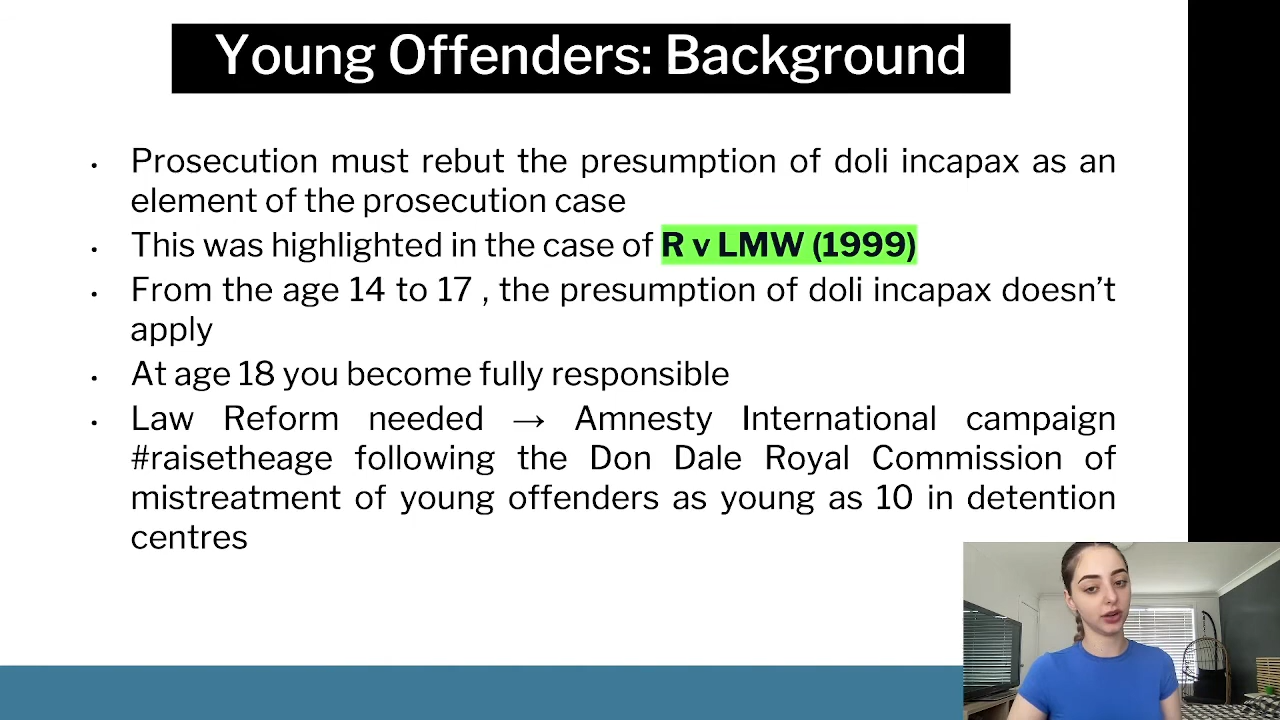 Young Offenders: Background
• Prosecution must rebut the presumption of doli incapax as an
element of the prosecution case
• This was highlighted in the case of R v LMW (1999)
• From the age 14 to 17 , the presumption of doli incapax doesn't
apply
• At age 18 you become fully responsible
• Law Reform needed → Amnesty International campaign
#raisetheage following the Don Dale Royal Commission of
mistreatment of young offenders as young as 10 in detention
centres